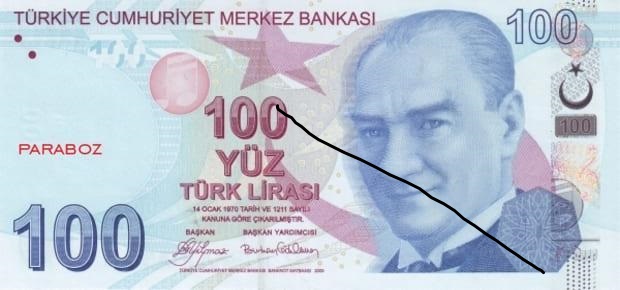 TÜRKİYE CUMHURİYET MERKEZ BANKASI
100
100
100
PARABOZ
YÜZ
TÜRK LİRASI
14 OCAK 1970 TARİH VE 1211 SAYILI
KANUNA GÖRE ÇIKARILMIŞTIR.
BAŞKAN BAŞKAN YARDIMCISI
100
TÜRKİYE CUMHURİYET MERKEZ BANKASI BANKNOT MATBAASI 2009